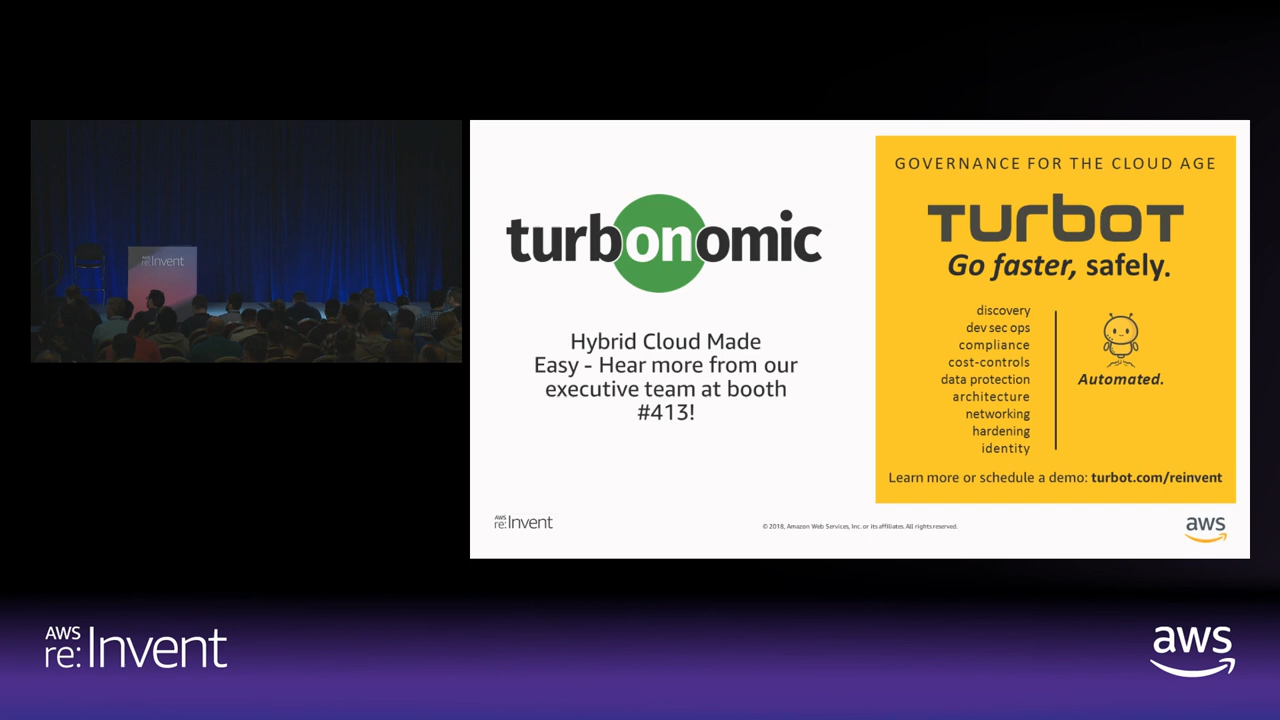 AWS
re:Invent
turbonomic
Hybrid Cloud Made
Easy - Hear more from our
executive team at booth
#413!
GOVERNANCE FOR THE CLOUD AGE
TURBOT
Go faster, safely.
discovery
dev sec ops
compliance
cost-controls
data protection
architecture
networking
hardening
identity
Automated.
Learn more or schedule a demo: turbot.com/reinvent
AWS
re:Invent
© 2018, Amazon Web Services, Inc. or its affiliates. All rights reserved.
aws
AWS
re:Invent
aws